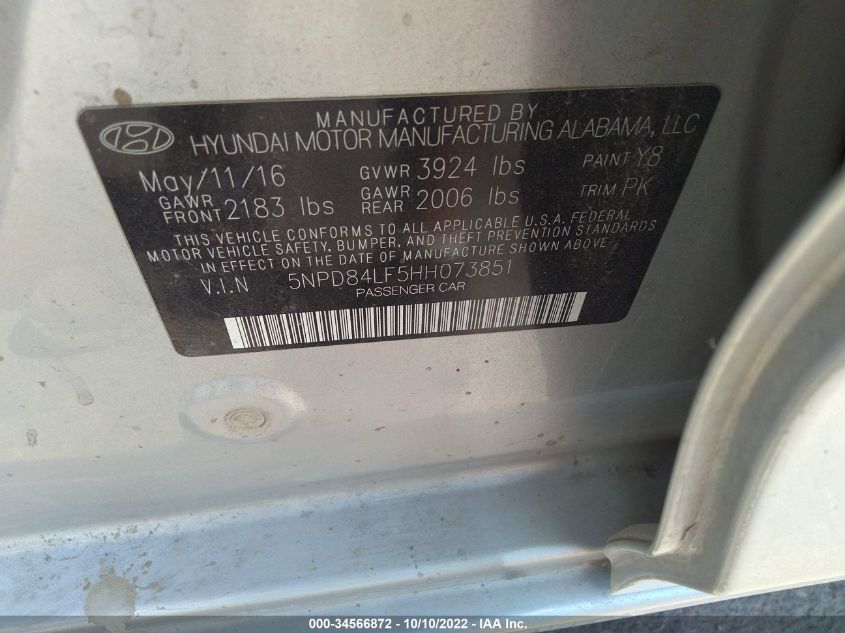 MANUFACTURED BY
HYUNDAI MOTOR MANUFACTURING ALABAMA, LLC
May/11/16 GVWR 3924 lbs PAINT Y8
GAWR FRONT 2183 lbs GAWR REAR 2006 lbs TRIM PK
THIS VEHICLE CONFORMS TO ALL APPLICABLE U.S.A. FEDERAL
MOTOR VEHICLE SAFETY, BUMPER, AND THEFT PREVENTION STANDARDS
IN EFFECT ON THE DATE OF MANUFACTURE SHOWN ABOVE
V.I.N 5NPD84LF5HH073851
PASSENGER CAR
000-34566872 - 10/10/2022 - IAA Inc.